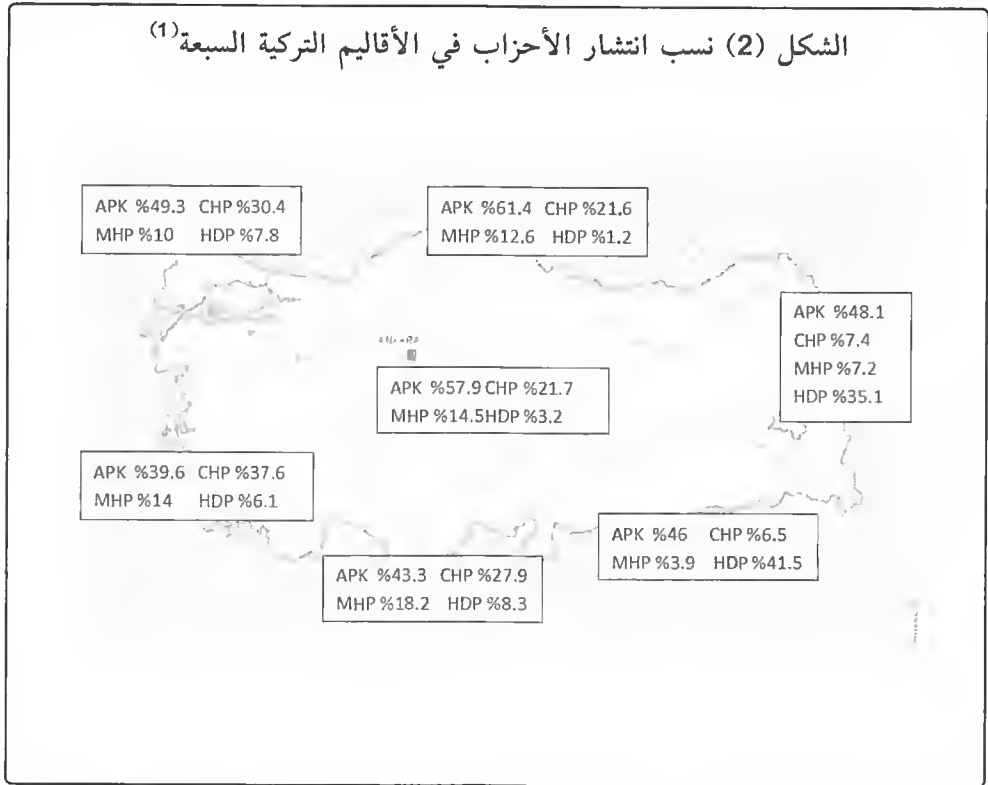 الشكل (2) نسب انتشار الأحزاب في الأقاليم التركية السبعة(1)
APK %49.3 CHP %30.4
MHP %10 HDP %7.8
APK %61.4 CHP %21.6
MHP %12.6 HDP %1.2
APK %48.1
CHP %7.4
MHP %7.2
HDP %35.1
APK %57.9 CHP %21.7
MHP %14.5HDP %3.2
APK %39.6 CHP %37.6
MHP %14 HDP %6.1
APK %46 CHP %6.5
MHP %3.9 HDP %41.5
APK %43.3 CHP %27.9
MHP %18.2 HDP %8.3